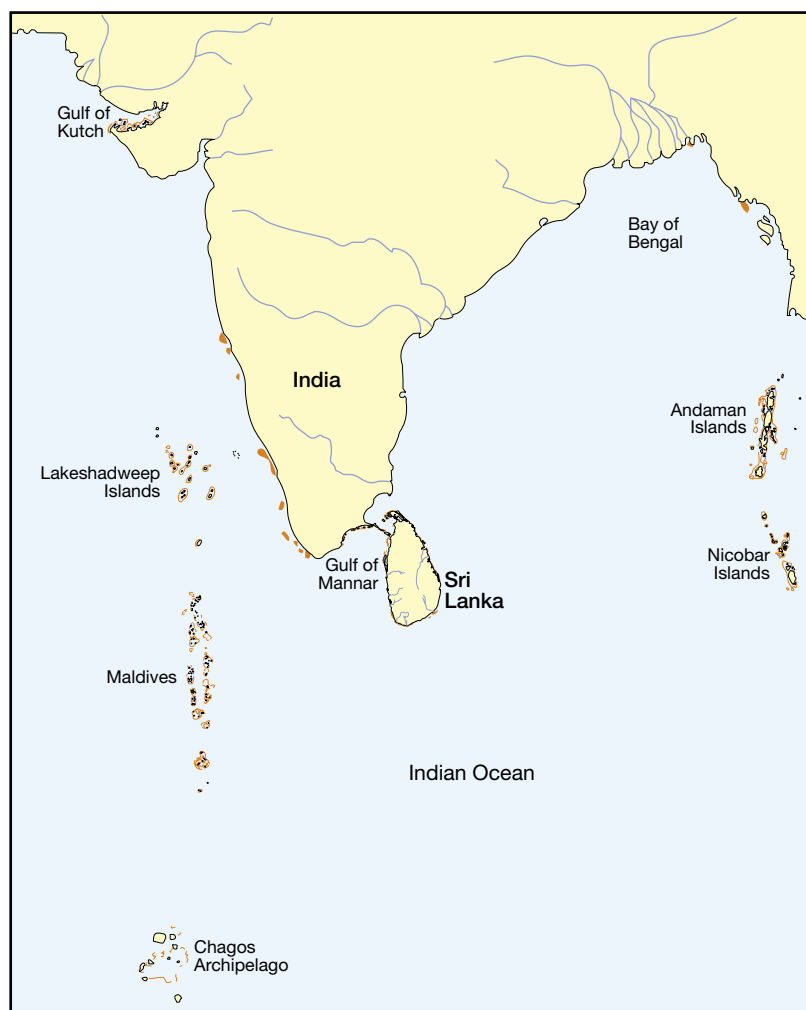 Gulf of
Kutch
Bay of
Bengal
India
Andaman
Islands
Lakeshadweep
Islands
Gulf of
Mannar
Sri
Lanka
Nicobar
Islands
Maldives
Indian Ocean
Chagos
Archipelago